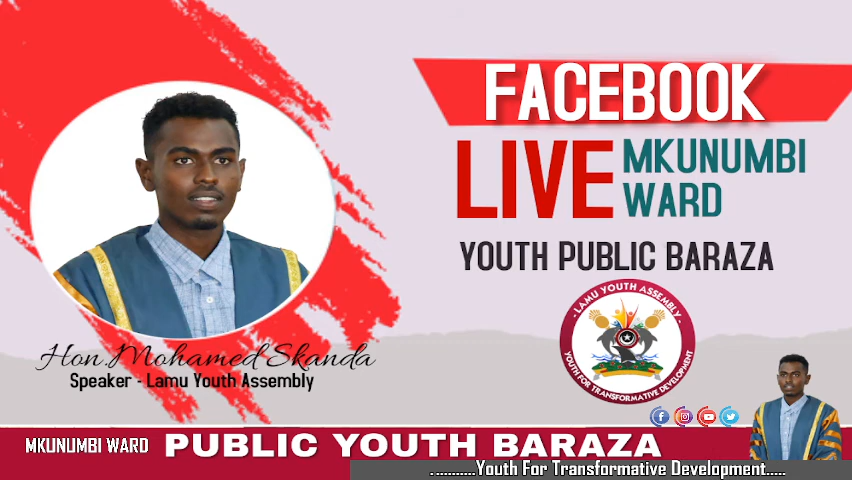 FACEBOOK
LIVE
MKUNUMBI
WARD
YOUTH PUBLIC BARAZA
- LAMU YOUTH ASSEMBLY -
YOUTH FOR TRANSFORMATIVE DEVELOPMENT
Hon.Mohamed Skanda
Speaker - Lamu Youth Assembly
MKUNUMBI WARD PUBLIC YOUTH BARAZA
. ..........Youth For Transformative Development.....